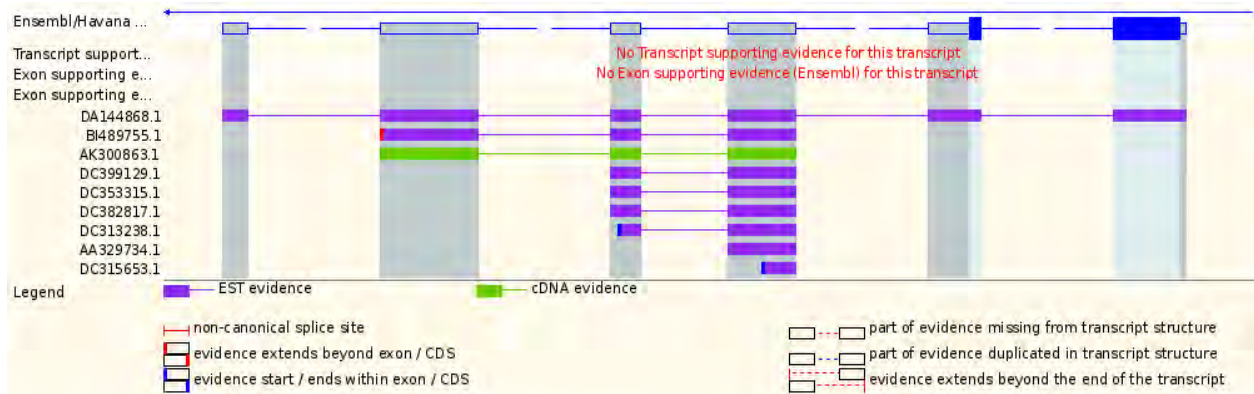 Ensembl/Havana ...
Transcript support...
No Transcript supporting evidence for this transcript
Exon supporting e...
No Exon supporting evidence (Ensembl) for this transcript
Exon supporting e...
DA144868.1
BI489755.1
AK300863.1
DC399129.1
DC353315.1
DC382817.1
DC313238.1
AA329734.1
DC315653.1
Legend
EST evidence
cDNA evidence
non-canonical splice site
evidence extends beyond exon / CDS
evidence start / ends within exon / CDS
part of evidence missing from transcript structure
part of evidence duplicated in transcript structure
evidence extends beyond the end of the transcript